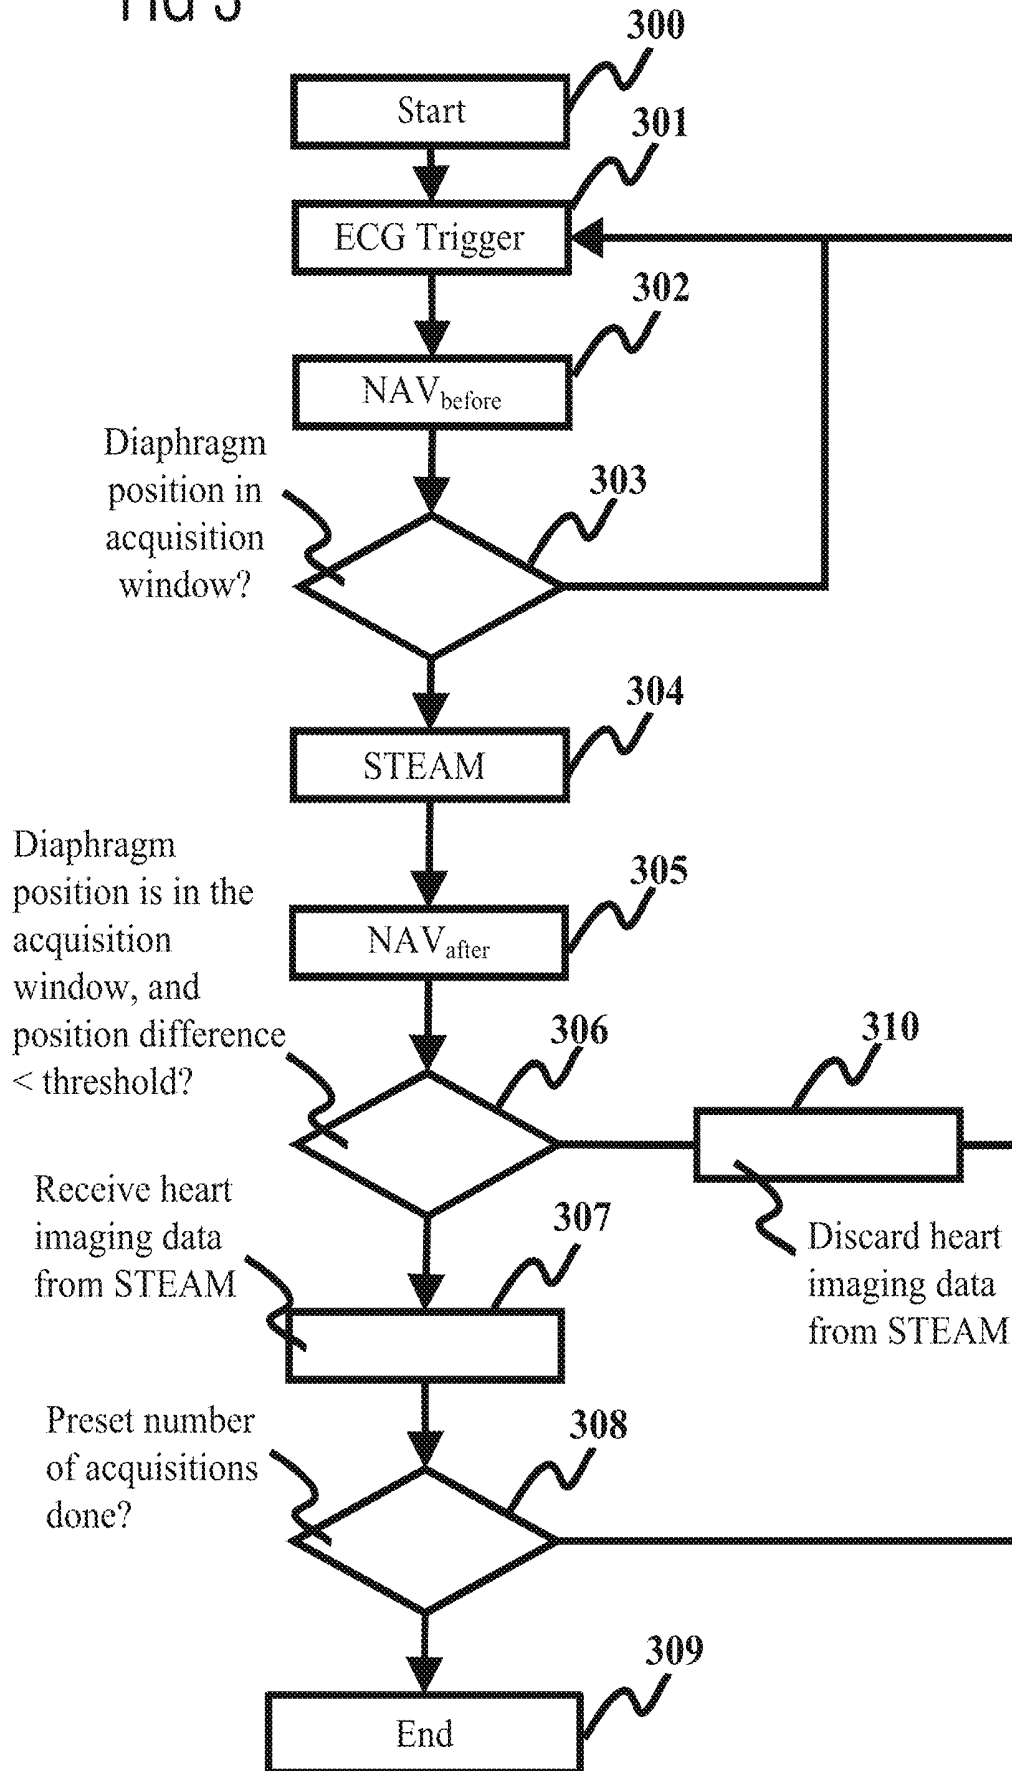 FIG 3
300
Start
301
ECG Trigger
302
NAVbefore
Diaphragm
position in
acquisition
window?
303
304
STEAM
Diaphragm
position is in the
acquisition
window, and
position difference
< threshold?
305
NAVafter
306
310
Receive heart
imaging data
from STEAM
307
Discard heart
imaging data
from STEAM
Preset number
of acquisitions
done?
308
309
End